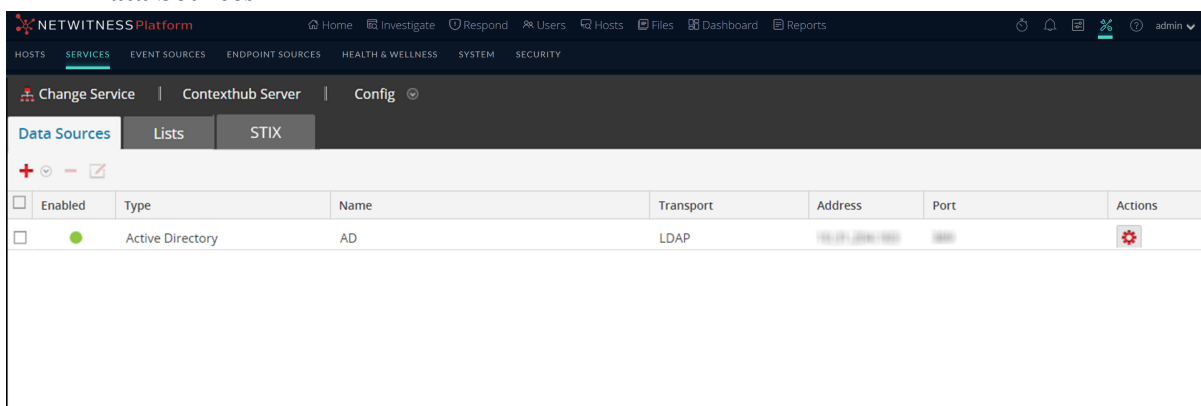 NETWITNESS Platform Home Investigate Respond Users Hosts Files Dashboard Reports admin
HOSTS SERVICES EVENT SOURCES ENDPOINT SOURCES HEALTH & WELLNESS SYSTEM SECURITY
Change Service | Contexthub Server | Config
Data Sources Lists STIX
Enabled Type Name Transport Address Port Actions
Active Directory AD LDAP